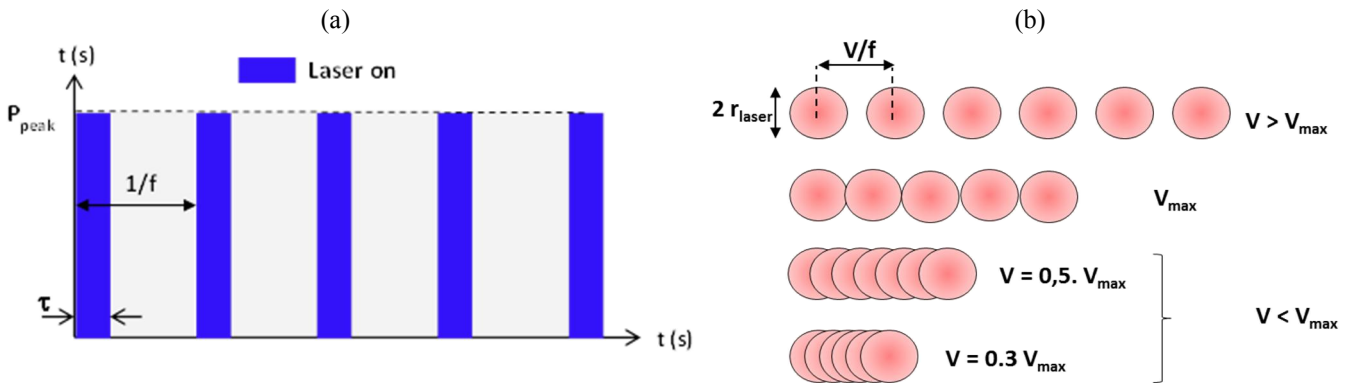 (a)
t (s)
Laser on
P_peak
1/f
τ
t (s)
(b)
V/f
2 r_laser
V > V_max
V_max
V = 0,5. V_max
V < V_max
V = 0.3 V_max